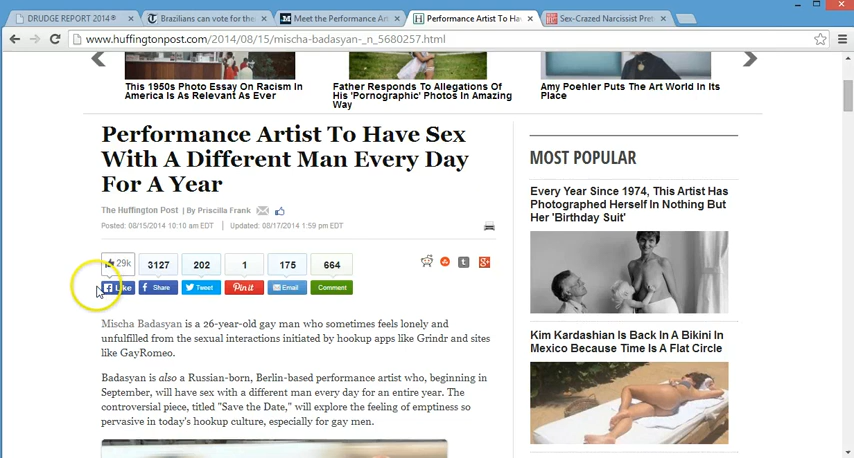 DRUDGE REPORT 2014®
Brazilians can vote for the
Meet the Performance Ar
Performance Artist To Ha
Sex-Crazed Narcissist Pret
www.huffingtonpost.com/2014/08/15/mischa-badasyan-_n_5680257.html
This 1950s Photo Essay On Racism In
America Is As Relevant As Ever
Father Responds To Allegations Of
His 'Pornographic' Photos In Amazing
Way
Amy Poehler Puts The Art World In Its
Place
Performance Artist To Have Sex
With A Different Man Every Day
For A Year
The Huffington Post | By Priscilla Frank
Posted: 08/15/2014 10:10 am EDT Updated: 08/17/2014 1:59 pm EDT
29k 3127 202 1 175 664
Like Share Tweet Pin it Email Comment
Mischa Badasyan is a 26-year-old gay man who sometimes feels lonely and
unfulfilled from the sexual interactions initiated by hookup apps like Grindr and sites
like GayRomeo.
Badasyan is also a Russian-born, Berlin-based performance artist who, beginning in
September, will have sex with a different man every day for an entire year. The
controversial piece, titled "Save the Date," will explore the feeling of emptiness so
pervasive in today's hookup culture, especially for gay men.
MOST POPULAR
Every Year Since 1974, This Artist Has
Photographed Herself In Nothing But
Her 'Birthday Suit'
Kim Kardashian Is Back In A Bikini In
Mexico Because Time Is A Flat Circle